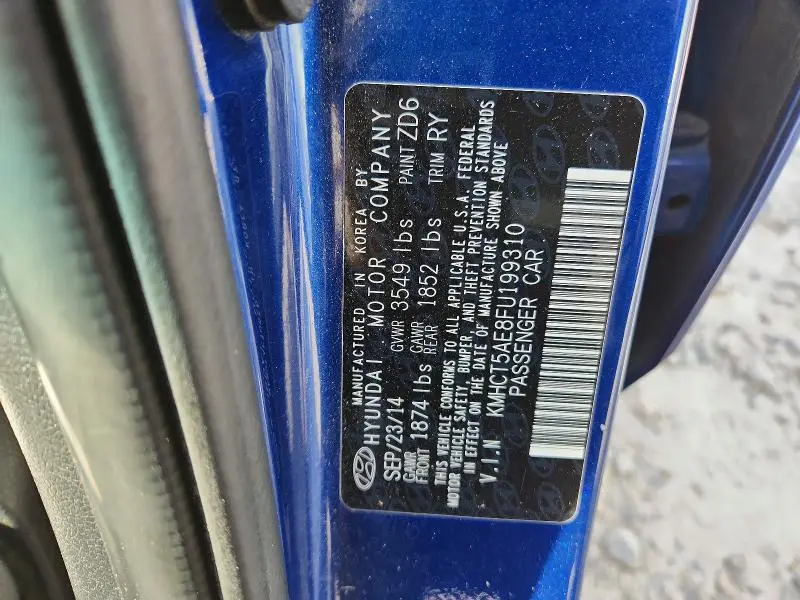 MANUFACTURED IN KOREA BY
HYUNDAI MOTOR COMPANY
SEP/23/14 GVWR 3549 lbs PAINT ZD6
GAWR FRONT 1874 lbs GAWR REAR 1852 lbs TRIM RY
THIS VEHICLE CONFORMS TO ALL APPLICABLE U.S.A. FEDERAL
MOTOR VEHICLE SAFETY, BUMPER, AND THEFT PREVENTION STANDARDS
IN EFFECT ON THE DATE OF MANUFACTURE SHOWN ABOVE
V.I.N KMHCT5AE8FU199310
PASSENGER CAR